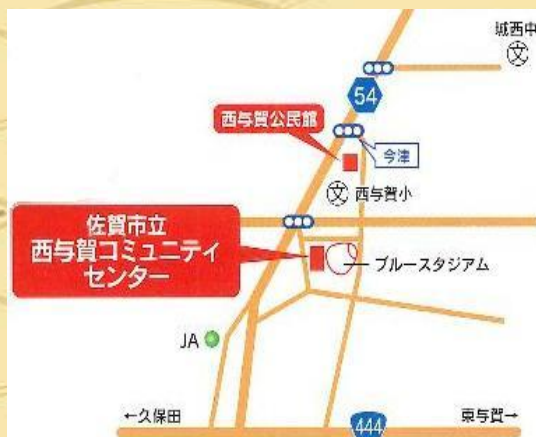 城西中
文
54
西与賀公民館
今津
文 西与賀小
佐賀市立
西与賀コミュニティ
センター
ブルースタジアム
JA
←久保田
444
東与賀→